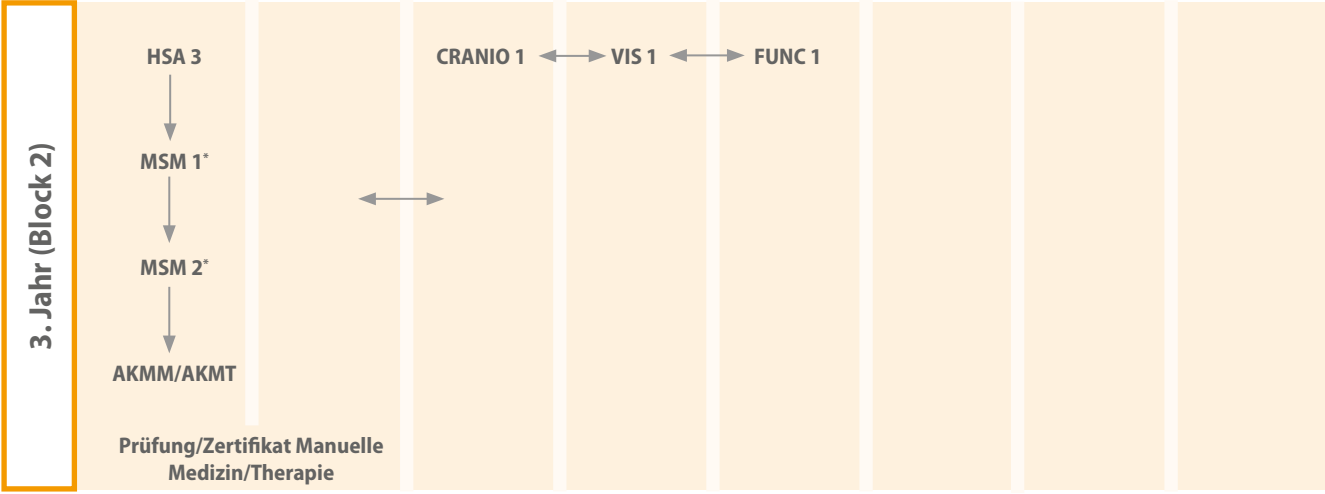 3. Jahr (Block 2)
HSA 3
CRANIO 1 VIS 1 FUNC 1
MSM 1*
MSM 2*
AKMM/AKMT
Prüfung/Zertifikat Manuelle
Medizin/Therapie